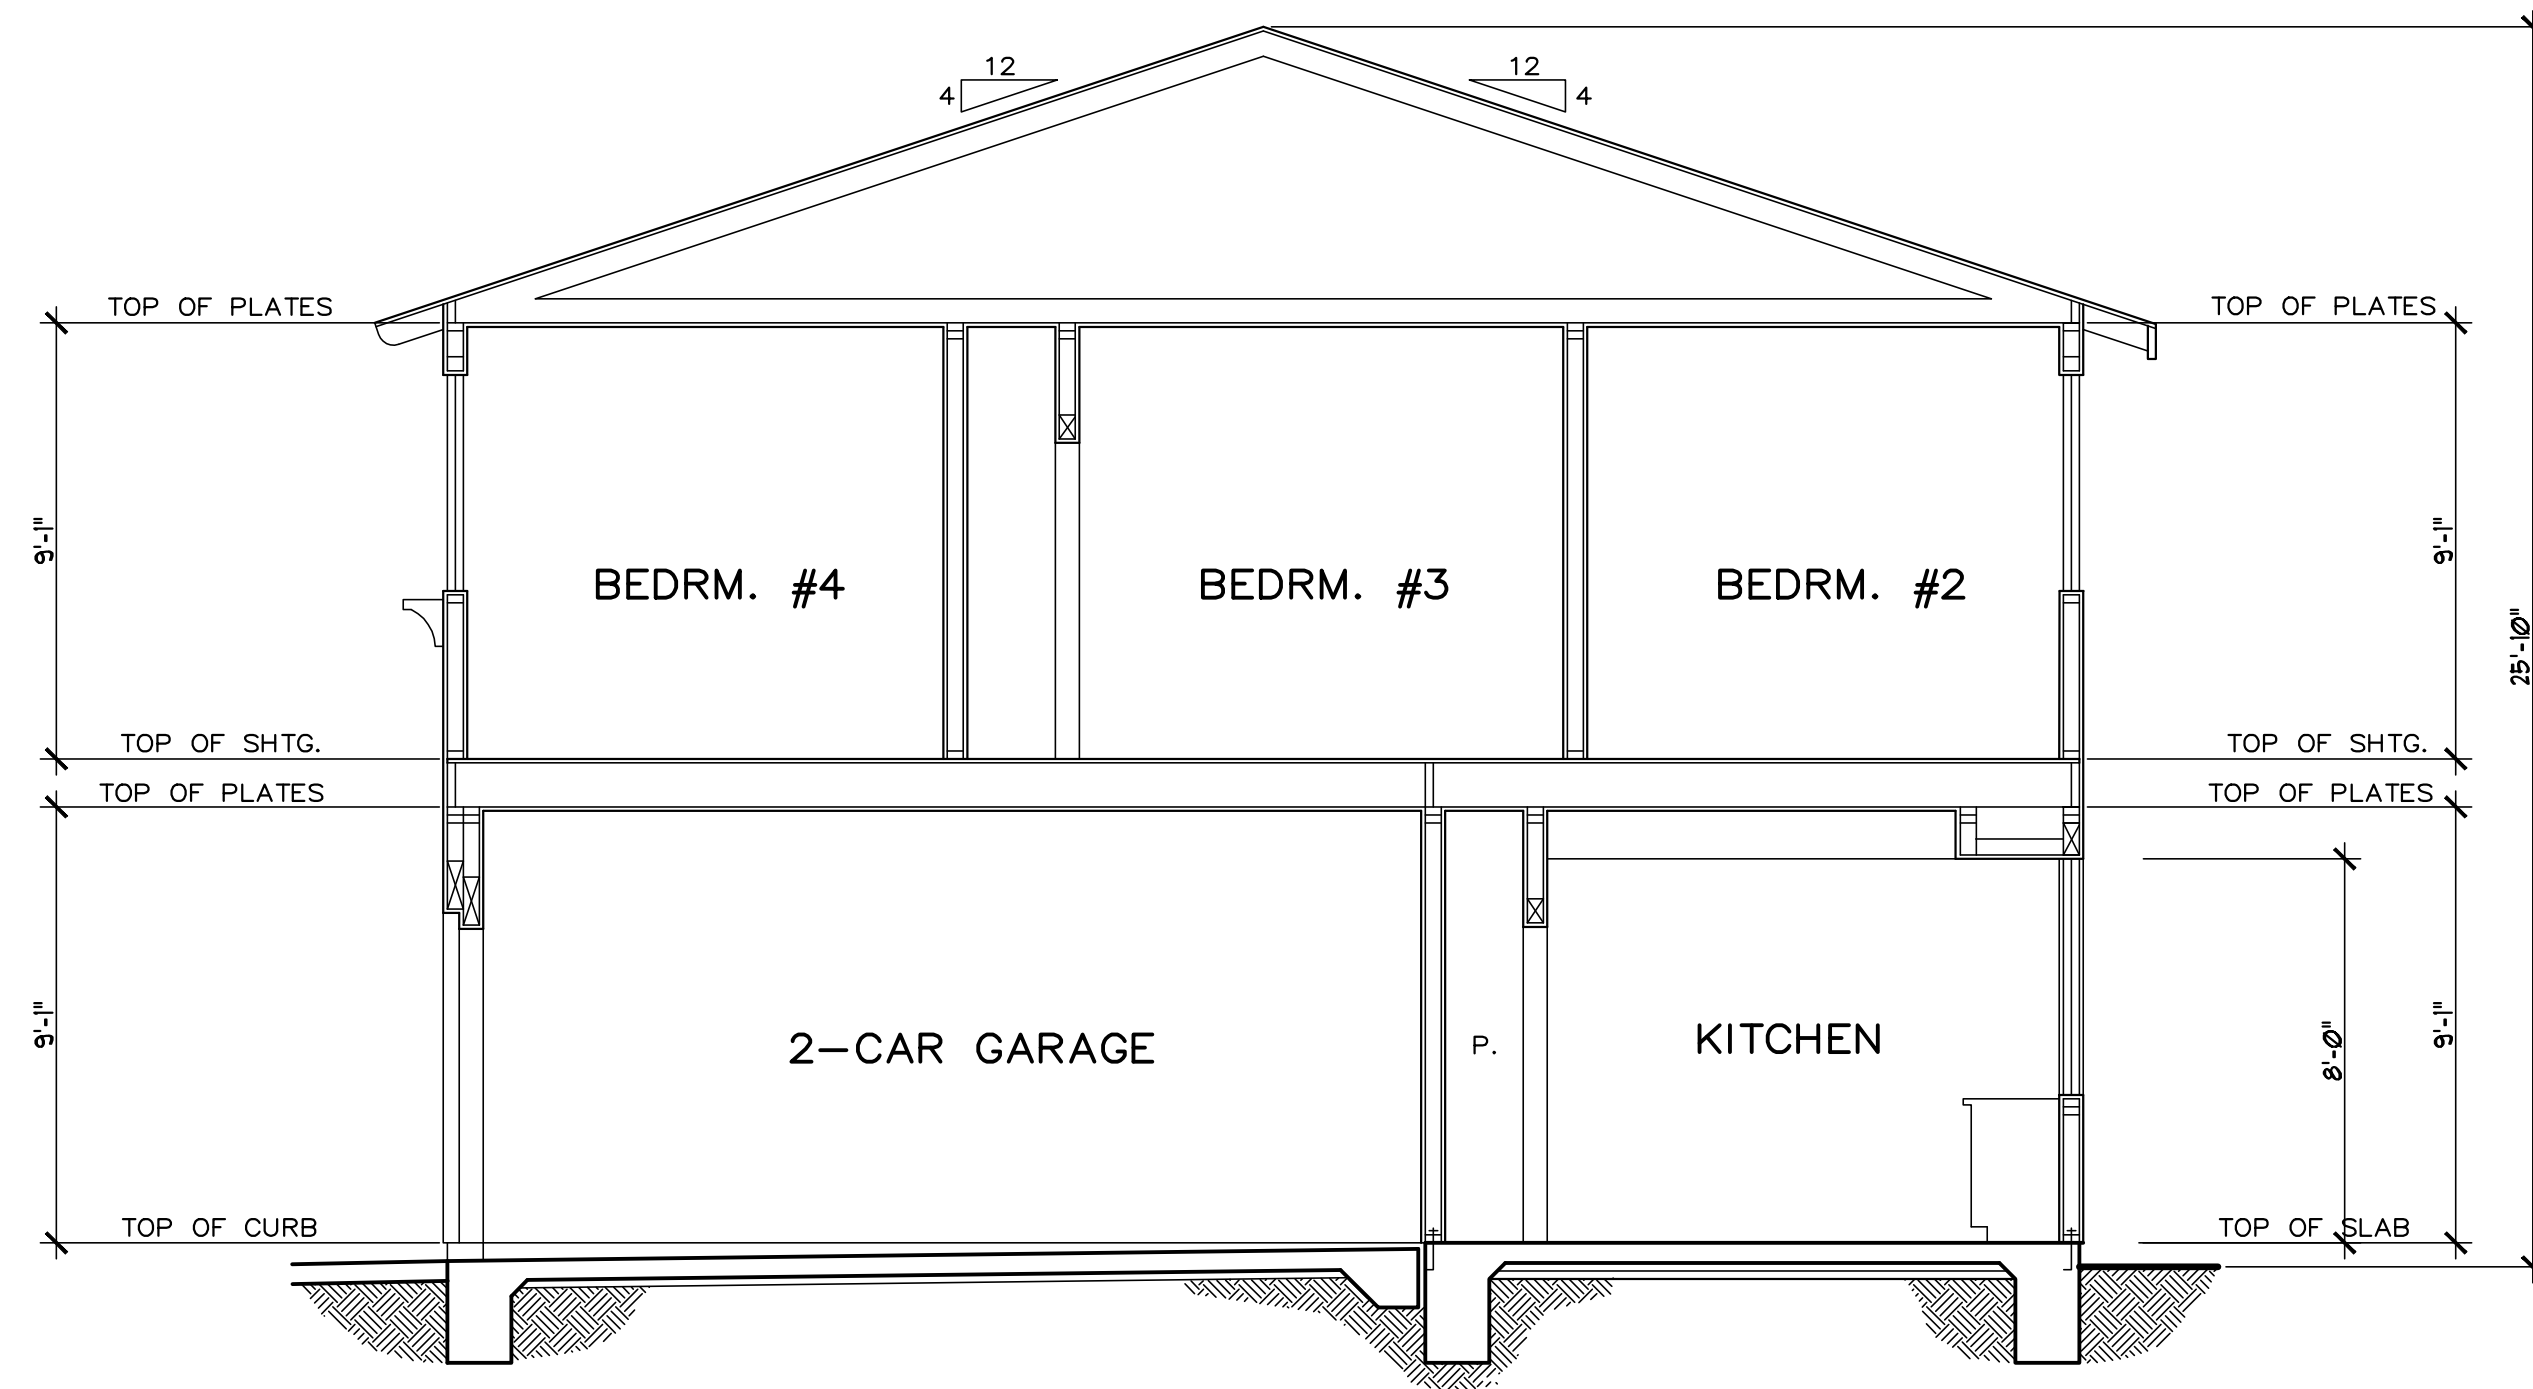 12
4
12
4
TOP OF PLATES
TOP OF PLATES
9'-1"
9'-1"
BEDRM. #4
BEDRM. #3
BEDRM. #2
25'-10"
TOP OF SHTG.
TOP OF SHTG.
TOP OF PLATES
TOP OF PLATES
9'-1"
2-CAR GARAGE
P.
KITCHEN
8'-0"
9'-1"
TOP OF CURB
TOP OF SLAB